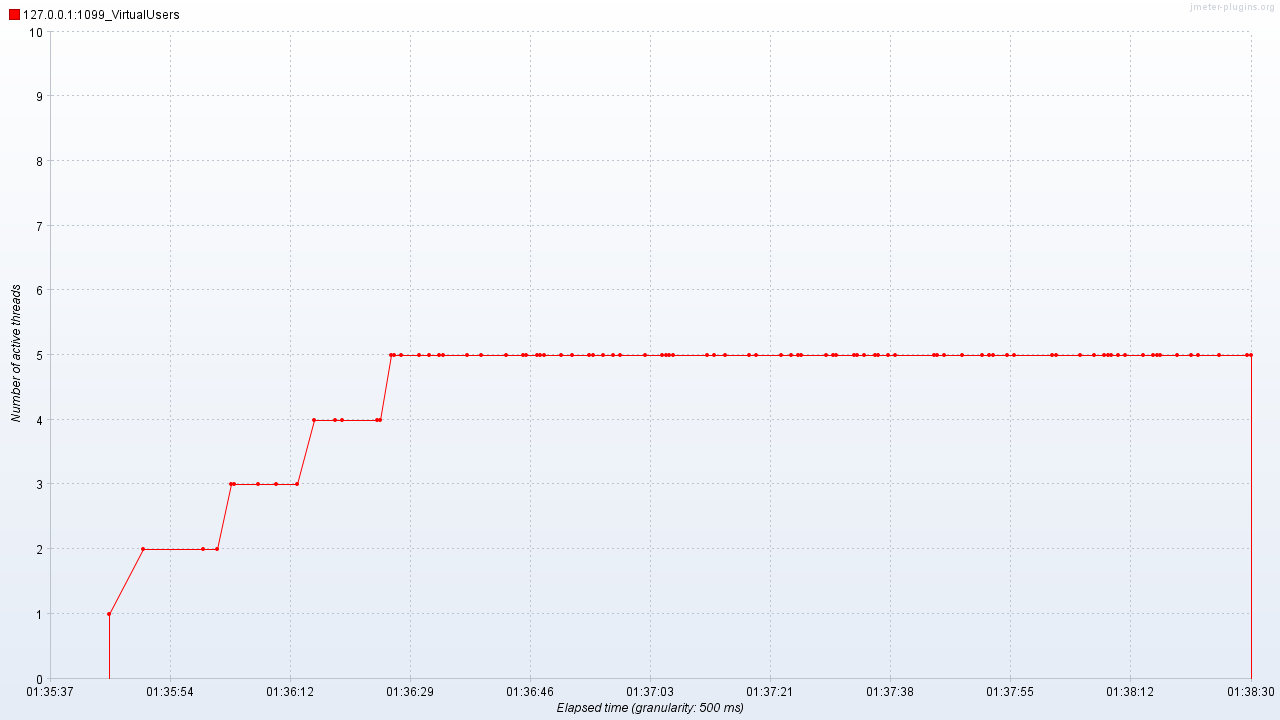 127.0.0.1:1099_VirtualUsers
jmeter-plugins.org
10
9
8
7
6
5
4
3
2
1
0
Number of active threads
01:35:37 01:35:54 01:36:12 01:36:29 01:36:46 01:37:03 01:37:21 01:37:38 01:37:55 01:38:12 01:38:30
Elapsed time (granularity: 500 ms)